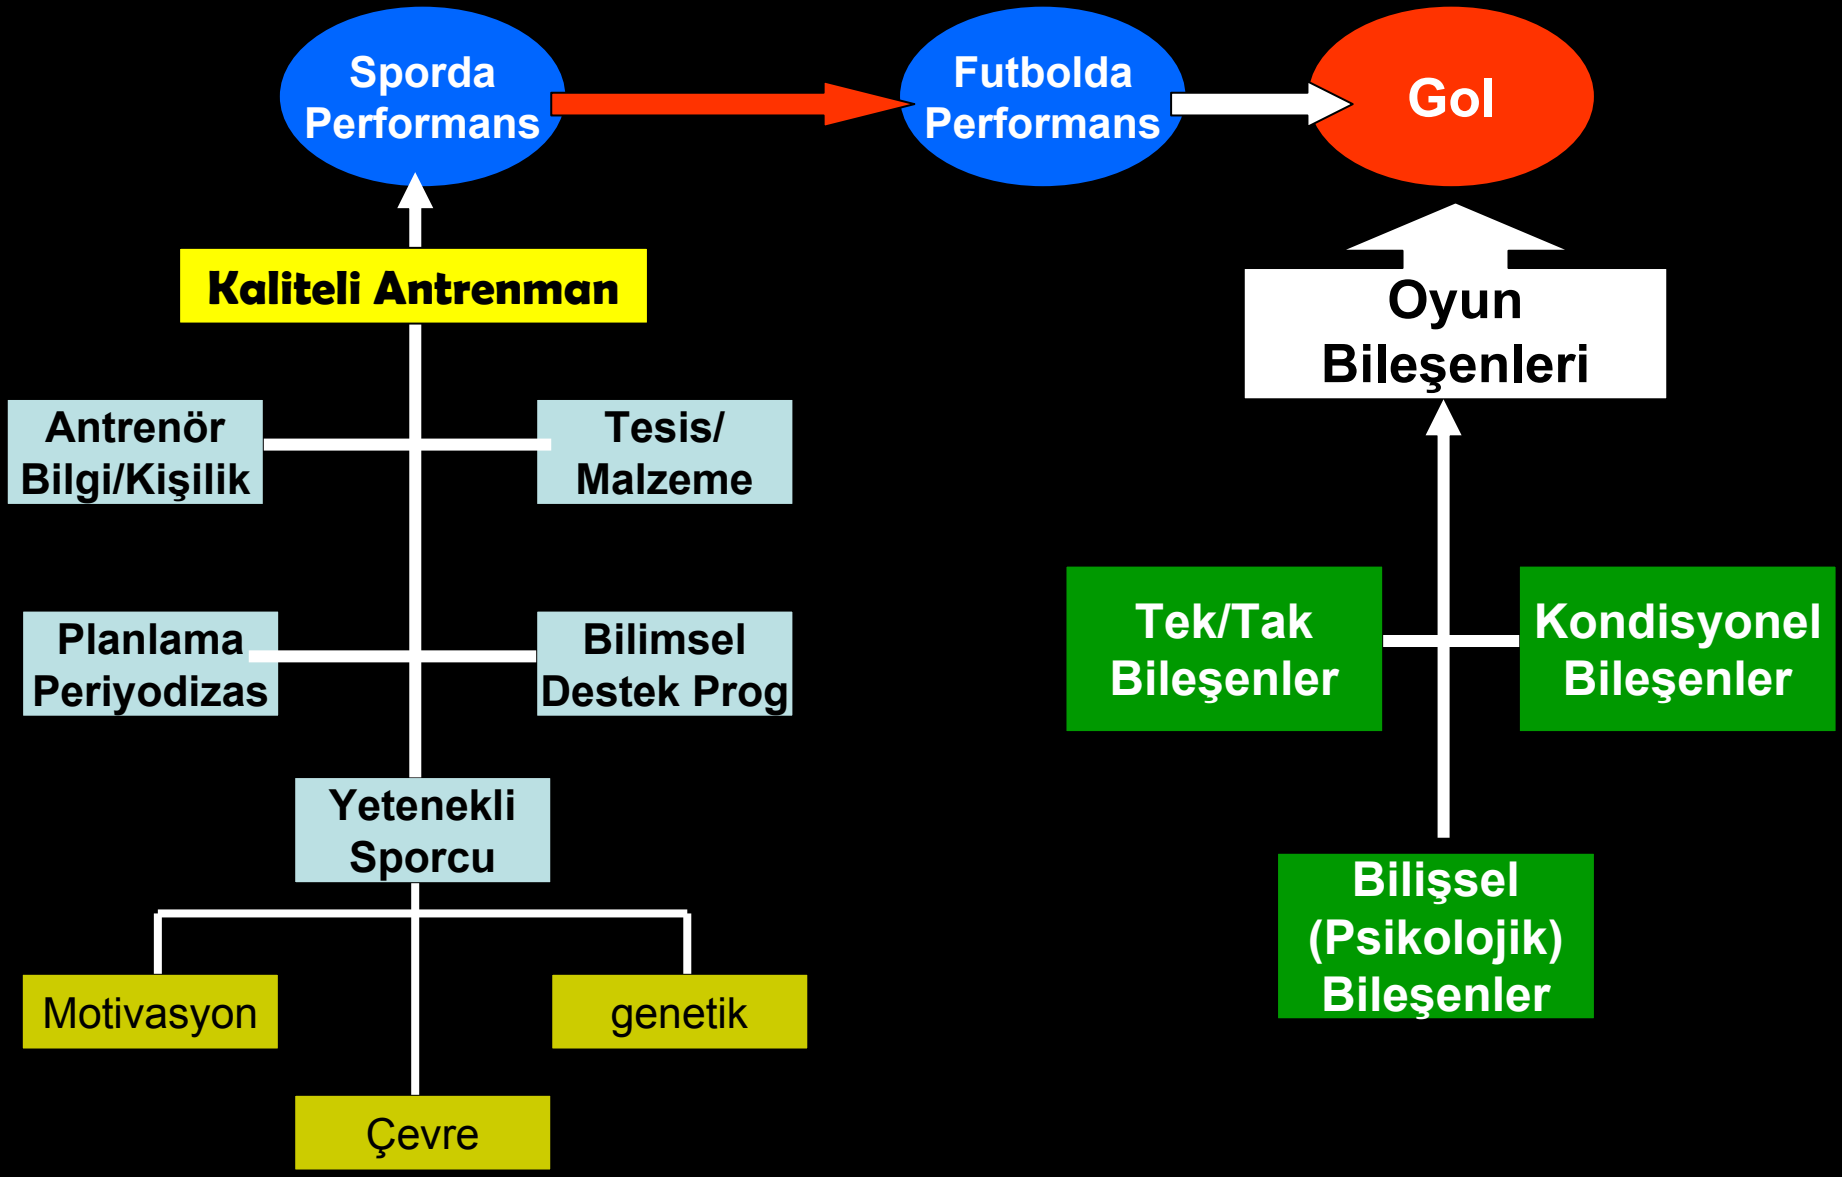 Sporda
Performans
Futbolda
Performans
Gol
Kaliteli Antrenman
Oyun
Bileşenleri
Antrenör
Bilgi/Kişilik
Tesis/
Malzeme
Tek/Tak
Bileşenler
Kondisyonel
Bileşenler
Planlama
Periyodizas
Bilimsel
Destek Prog
Yetenekli
Sporcu
Bilişsel
(Psikolojik)
Bileşenler
Motivasyon
genetik
Çevre